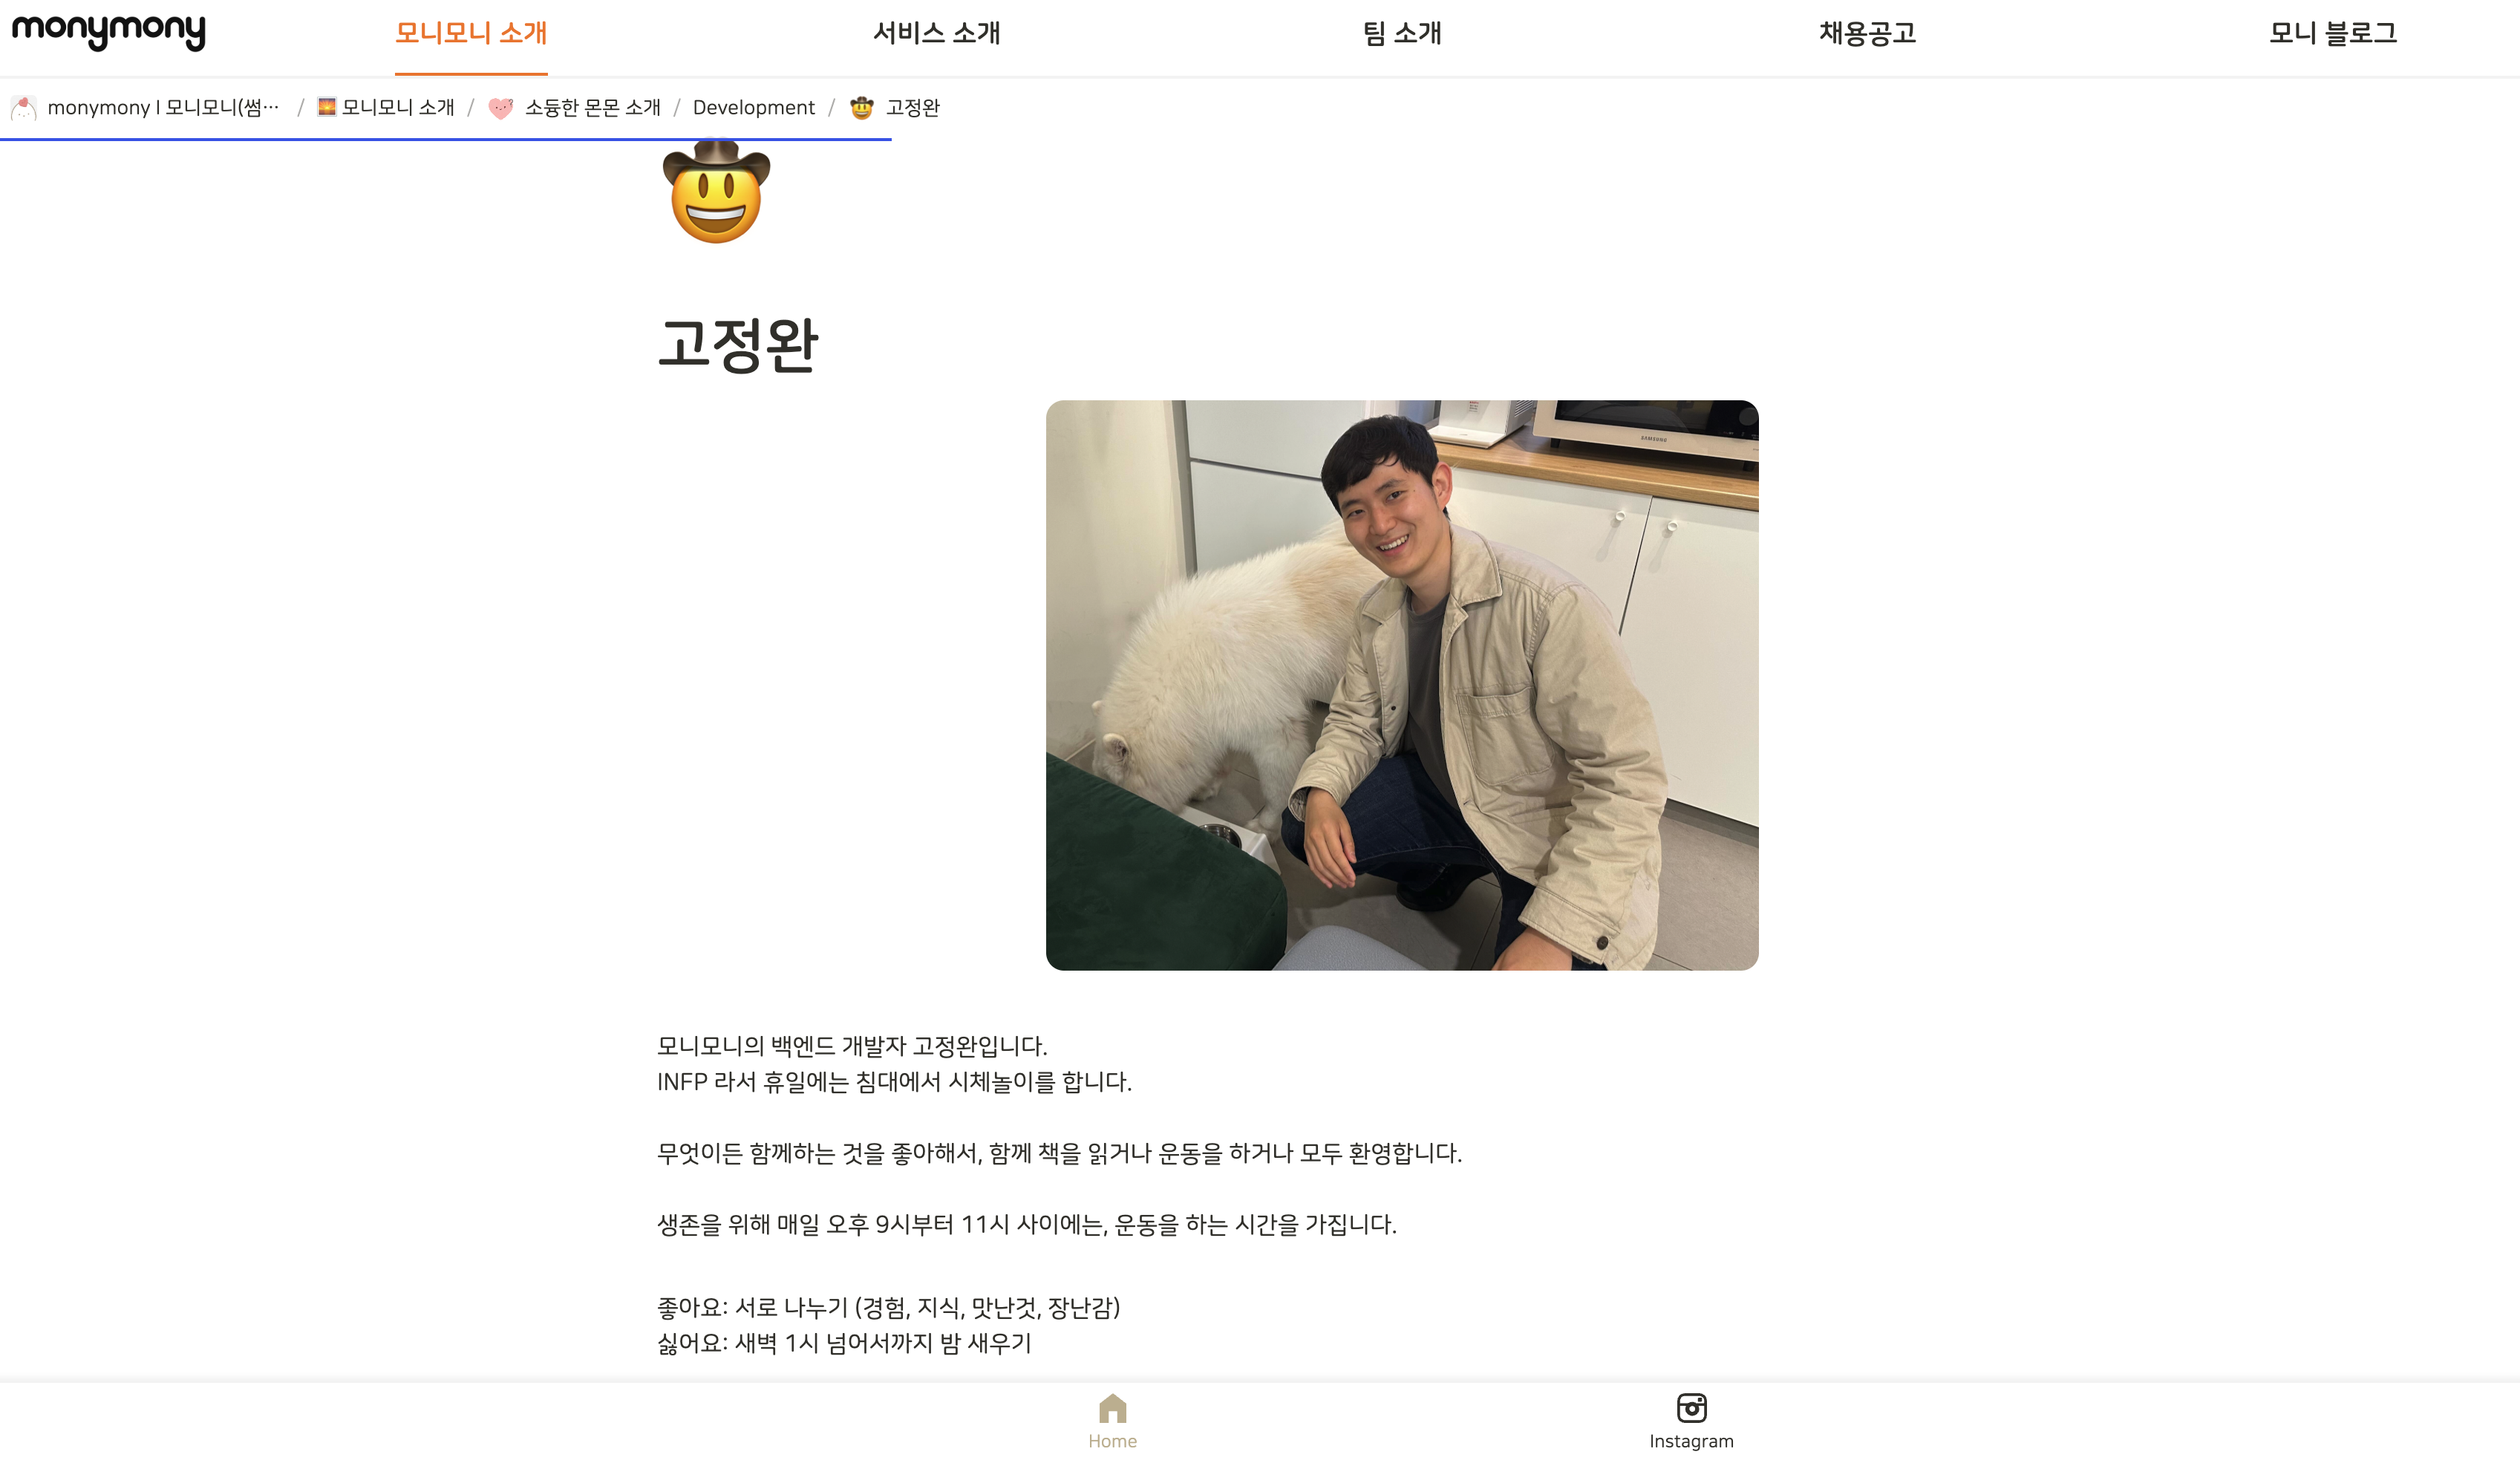 monymony
모니모니 소개
서비스 소개
팀 소개
채용공고
모니 블로그
monymony l 모니모니(썸… / 모니모니 소개 / 소듕한 몬몬 소개 / Development / 고정완
고정완
SAMSUNG
모니모니의 백엔드 개발자 고정완입니다.
INFP 라서 휴일에는 침대에서 시체놀이를 합니다.
무엇이든 함께하는 것을 좋아해서, 함께 책을 읽거나 운동을 하거나 모두 환영합니다.
생존을 위해 매일 오후 9시부터 11시 사이에는, 운동을 하는 시간을 가집니다.
좋아요: 서로 나누기 (경험, 지식, 맛난것, 장난감)
싫어요: 새벽 1시 넘어서까지 밤 새우기
Home
Instagram